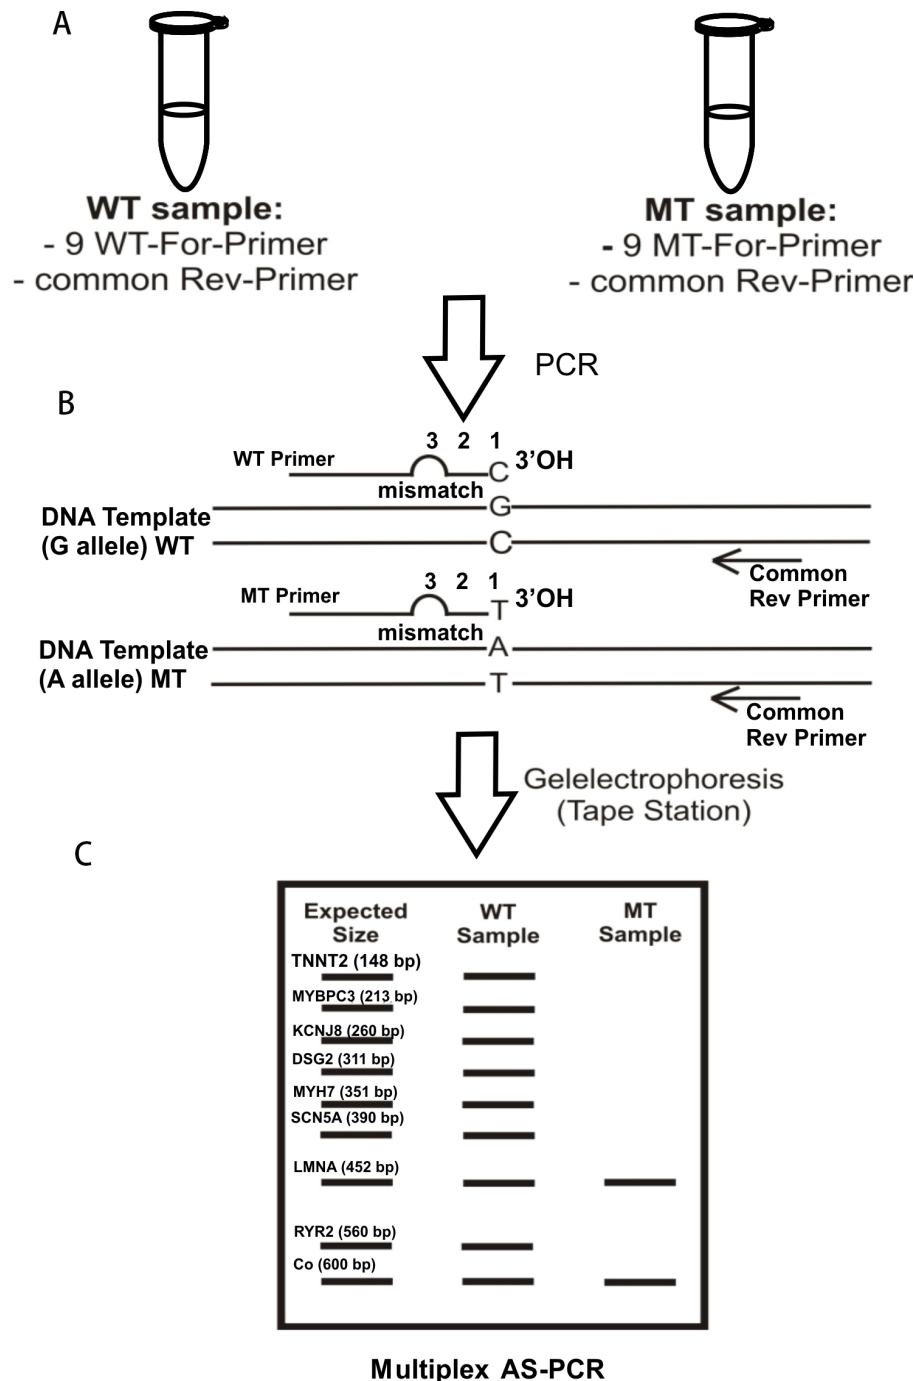 A
WT sample:
- 9 WT-For-Primer
- common Rev-Primer
MT sample:
- 9 MT-For-Primer
- common Rev-Primer
PCR
B
3 2 1
WT Primer
C 3'OH
mismatch
G
DNA Template
(G allele) WT
C
Common
Rev Primer
3 2 1
MT Primer
T 3'OH
mismatch
A
DNA Template
(A allele) MT
T
Common
Rev Primer
Gelelectrophoresis
(Tape Station)
C
Expected
Size
WT
Sample
MT
Sample
TNNT2 (148 bp)
MYBPC3 (213 bp)
KCNJ8 (260 bp)
DSG2 (311 bp)
MYH7 (351 bp)
SCN5A (390 bp)
LMNA (452 bp)
RYR2 (560 bp)
Co (600 bp)
Multiplex AS-PCR